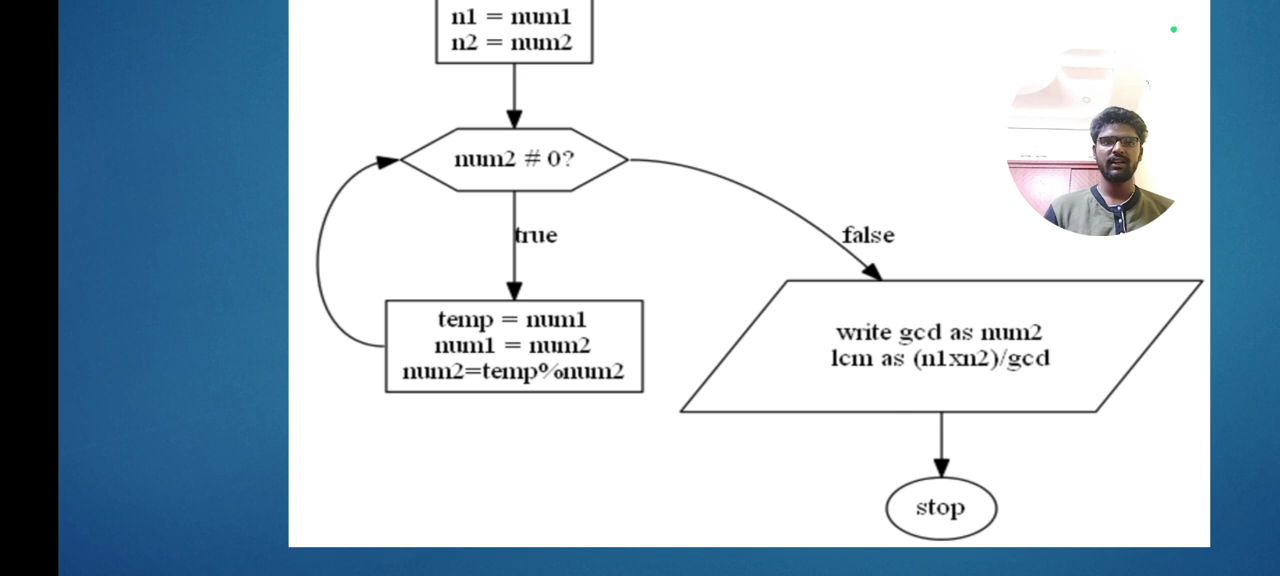 n1 = num1
n2 = num2
num2 # 0?
true
false
temp = num1
num1 = num2
num2=temp%num2
write gcd as num2
lcm as (n1xn2)/gcd
stop